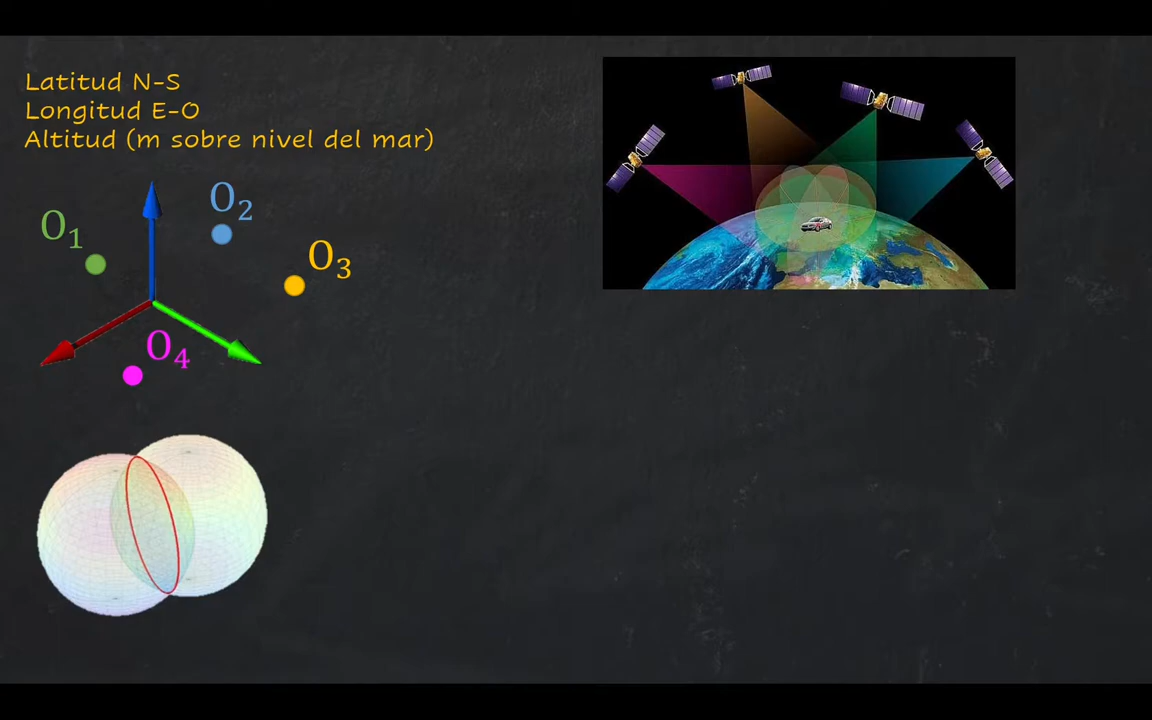 Latitud N-S
Longitud E-O
Altitud (m sobre nivel del mar)
O₂
O₁
O₃
O₄